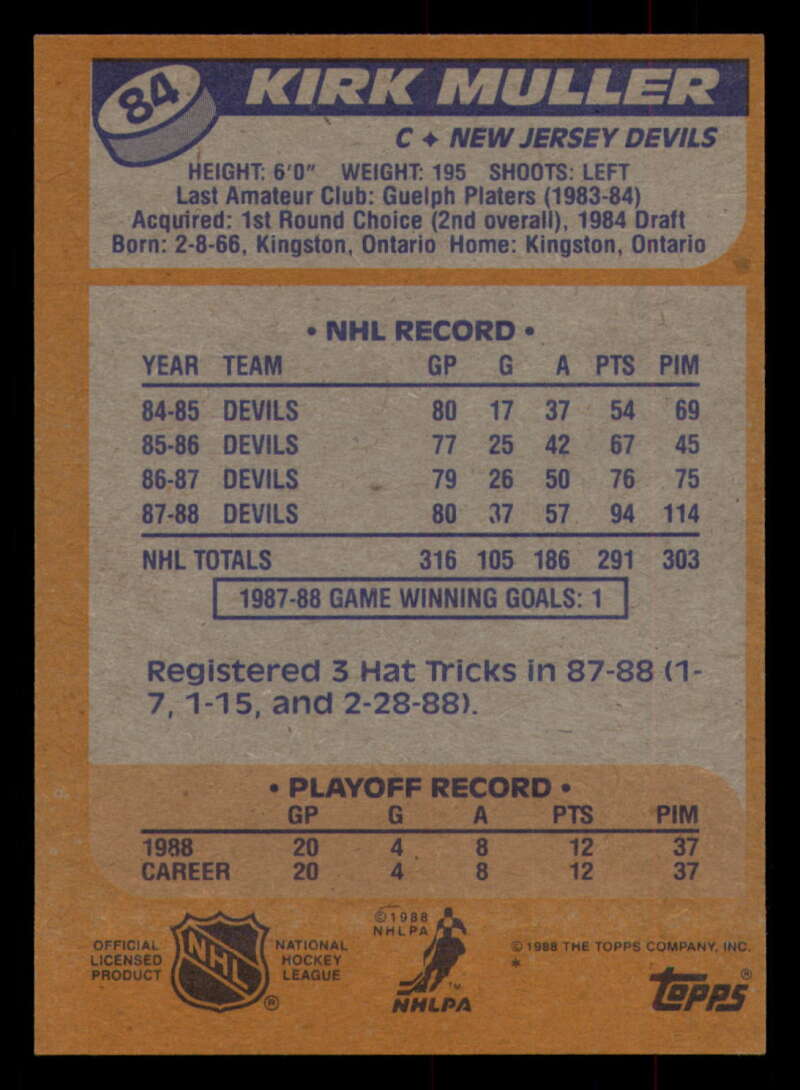 84 KIRK MULLER
C ✦ NEW JERSEY DEVILS
HEIGHT: 6'0" WEIGHT: 195 SHOOTS: LEFT
Last Amateur Club: Guelph Platers (1983-84)
Acquired: 1st Round Choice (2nd overall), 1984 Draft
Born: 2-8-66, Kingston, Ontario Home: Kingston, Ontario
• NHL RECORD •
YEAR TEAM GP G A PTS PIM
84-85 DEVILS 80 17 37 54 69
85-86 DEVILS 77 25 42 67 45
86-87 DEVILS 79 26 50 76 75
87-88 DEVILS 80 37 57 94 114
NHL TOTALS 316 105 186 291 303
1987-88 GAME WINNING GOALS: 1
Registered 3 Hat Tricks in 87-88 (1-
7, 1-15, and 2-28-88).
• PLAYOFF RECORD •
GP G A PTS PIM
1988 20 4 8 12 37
CAREER 20 4 8 12 37
OFFICIAL
LICENSED
PRODUCT
NHL ®
NATIONAL
HOCKEY
LEAGUE
©1988
NHLPA
™
NHLPA
© 1988 THE TOPPS COMPANY, INC.
*
Topps®